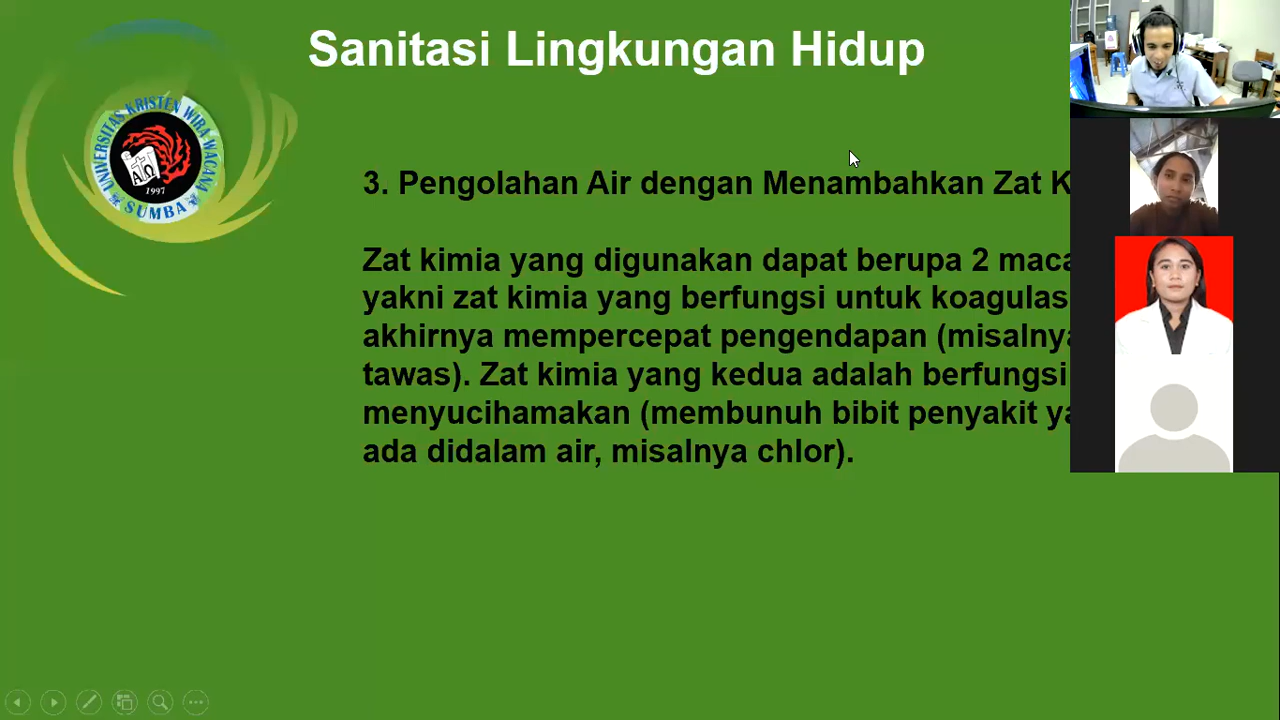 Sanitasi Lingkungan Hidup
UNIVERSITAS KRISTEN WIRA WACANA
ΑΩ
1997
SUMBA
3. Pengolahan Air dengan Menambahkan Zat K
Zat kimia yang digunakan dapat berupa 2 maca
yakni zat kimia yang berfungsi untuk koagulas
akhirnya mempercepat pengendapan (misalnya
tawas). Zat kimia yang kedua adalah berfungsi
menyucihamakan (membunuh bibit penyakit ya
ada didalam air, misalnya chlor).